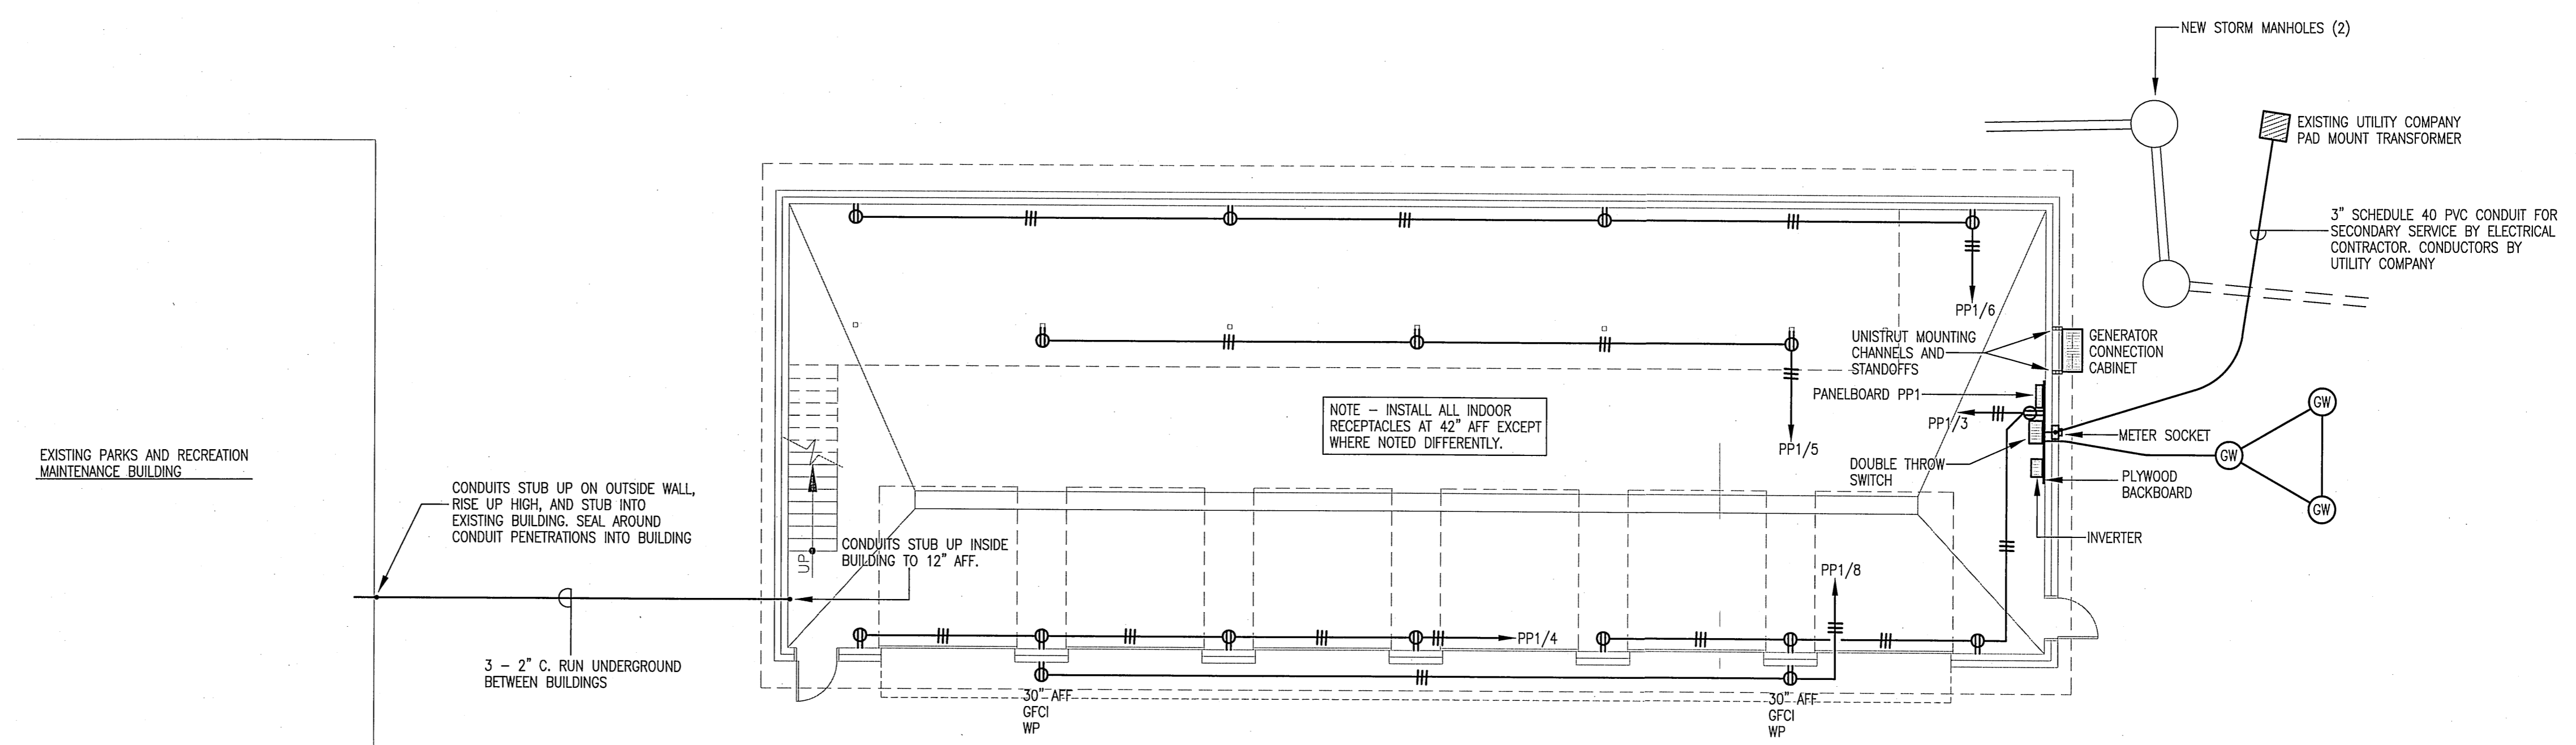 NEW STORM MANHOLES (2)
EXISTING UTILITY COMPANY
PAD MOUNT TRANSFORMER
3" SCHEDULE 40 PVC CONDUIT FOR
SECONDARY SERVICE BY ELECTRICAL
CONTRACTOR. CONDUCTORS BY
UTILITY COMPANY
PP1/6
UNISTRUT MOUNTING
CHANNELS AND
STANDOFFS
GENERATOR
CONNECTION
CABINET
PANELBOARD PP1
PP1/3
NOTE – INSTALL ALL INDOOR
RECEPTACLES AT 42" AFF EXCEPT
WHERE NOTED DIFFERENTLY.
PP1/5
METER SOCKET
DOUBLE THROW
SWITCH
PLYWOOD
BACKBOARD
GW
GW
GW
INVERTER
EXISTING PARKS AND RECREATION
MAINTENANCE BUILDING
CONDUITS STUB UP ON OUTSIDE WALL,
RISE UP HIGH, AND STUB INTO
EXISTING BUILDING. SEAL AROUND
CONDUIT PENETRATIONS INTO BUILDING
UP
CONDUITS STUB UP INSIDE
BUILDING TO 12" AFF.
PP1/8
PP1/4
3 – 2" C. RUN UNDERGROUND
BETWEEN BUILDINGS
30" AFF
GFCI
WP
30" AFF
GFCI
WP